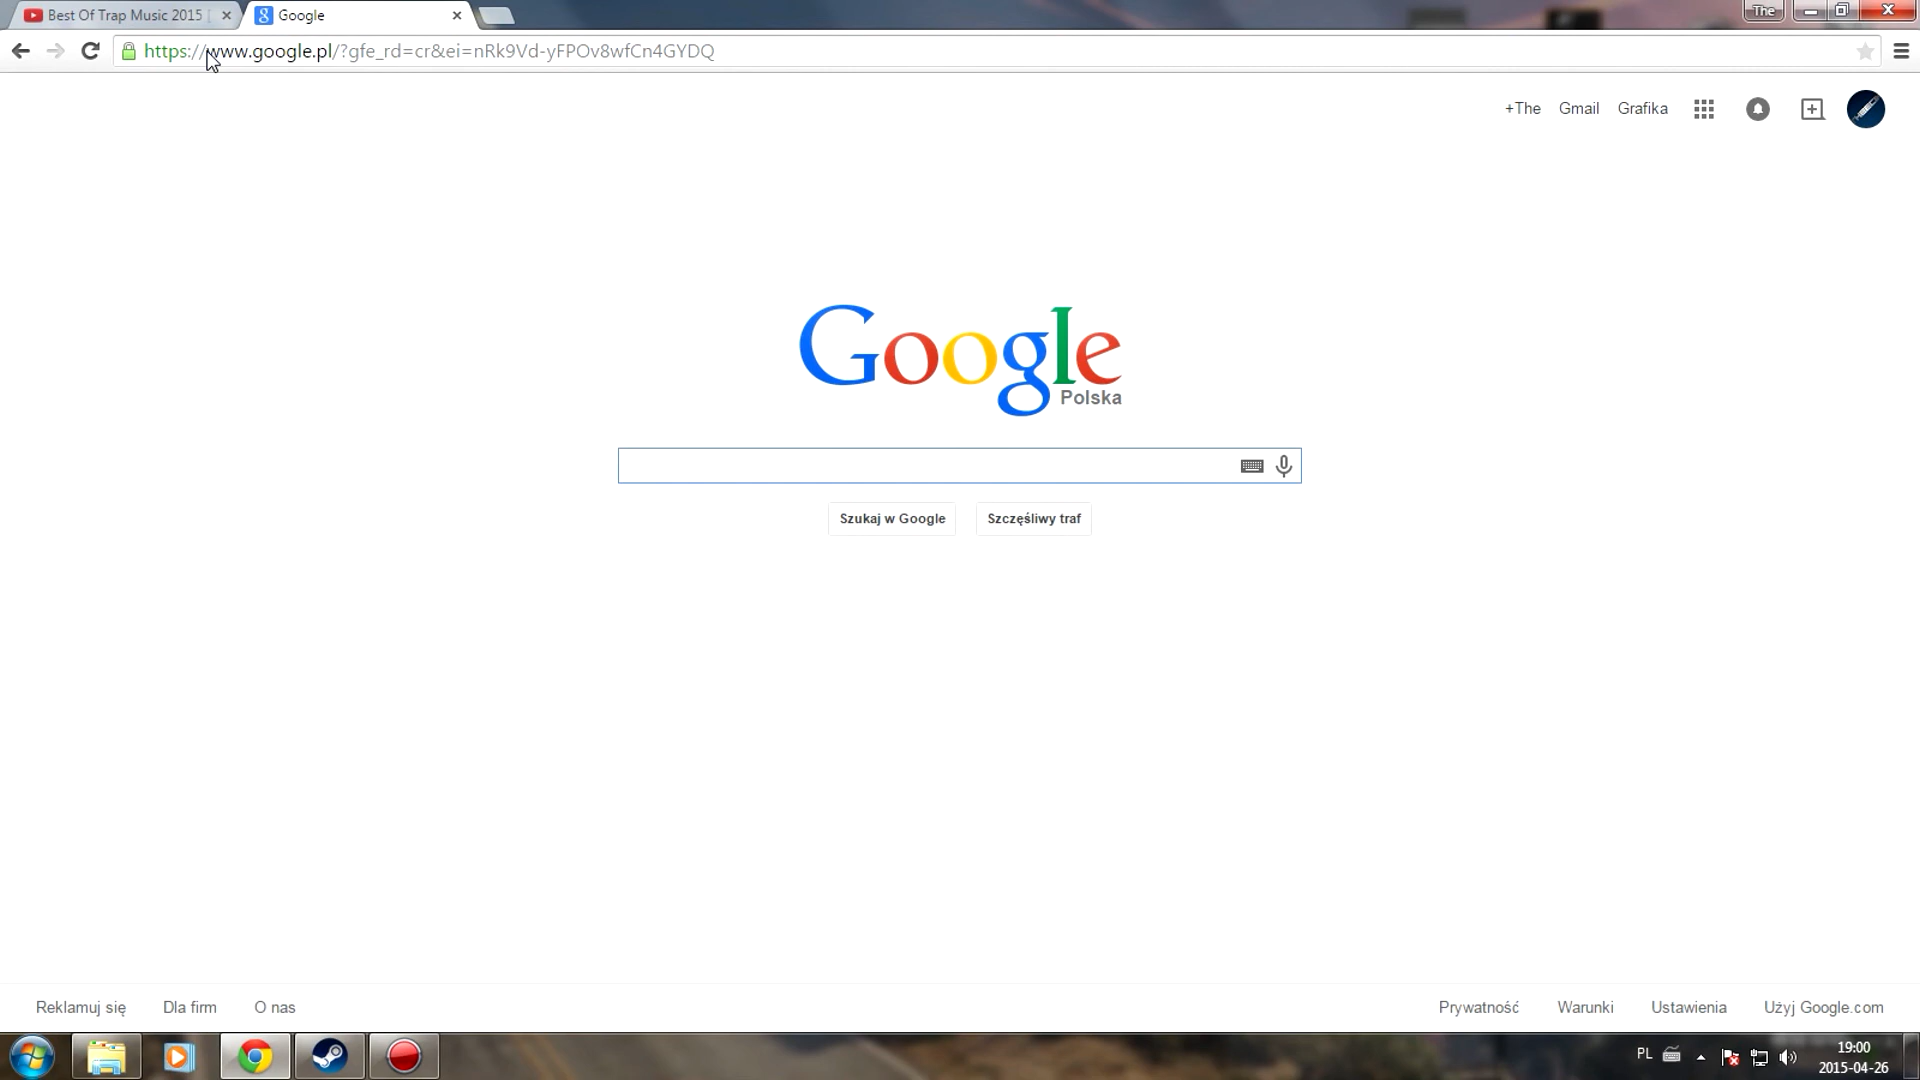 Best Of Trap Music 2015
Google
The
https://www.google.pl/?gfe_rd=cr&ei=nRk9Vd-yFPOv8wfCn4GYDQ
+The Gmail Grafika
Google
Polska
Szukaj w Google Szczęśliwy traf
Reklamuj się Dla firm O nas Prywatność Warunki Ustawienia Użyj Google.com
PL
19:00
2015-04-26